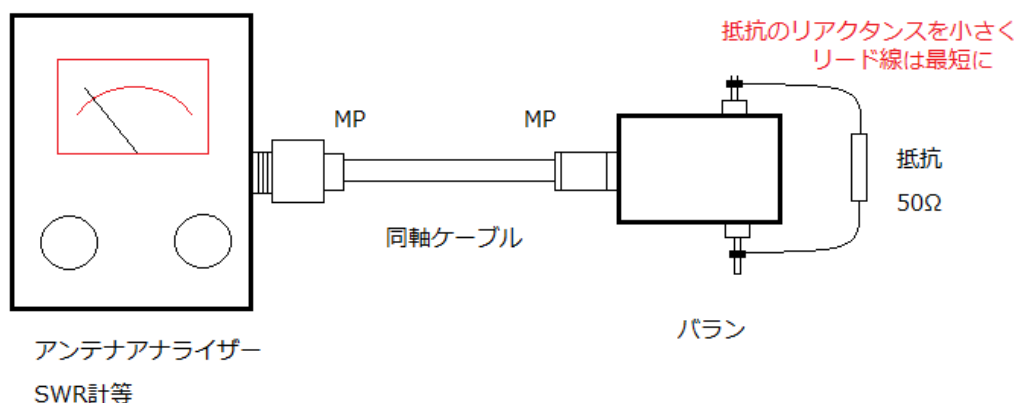 抵抗のリアクタンスを小さく
リード線は最短に
MP
MP
抵抗
50Ω
同軸ケーブル
バラン
アンテナアナライザー
SWR計等